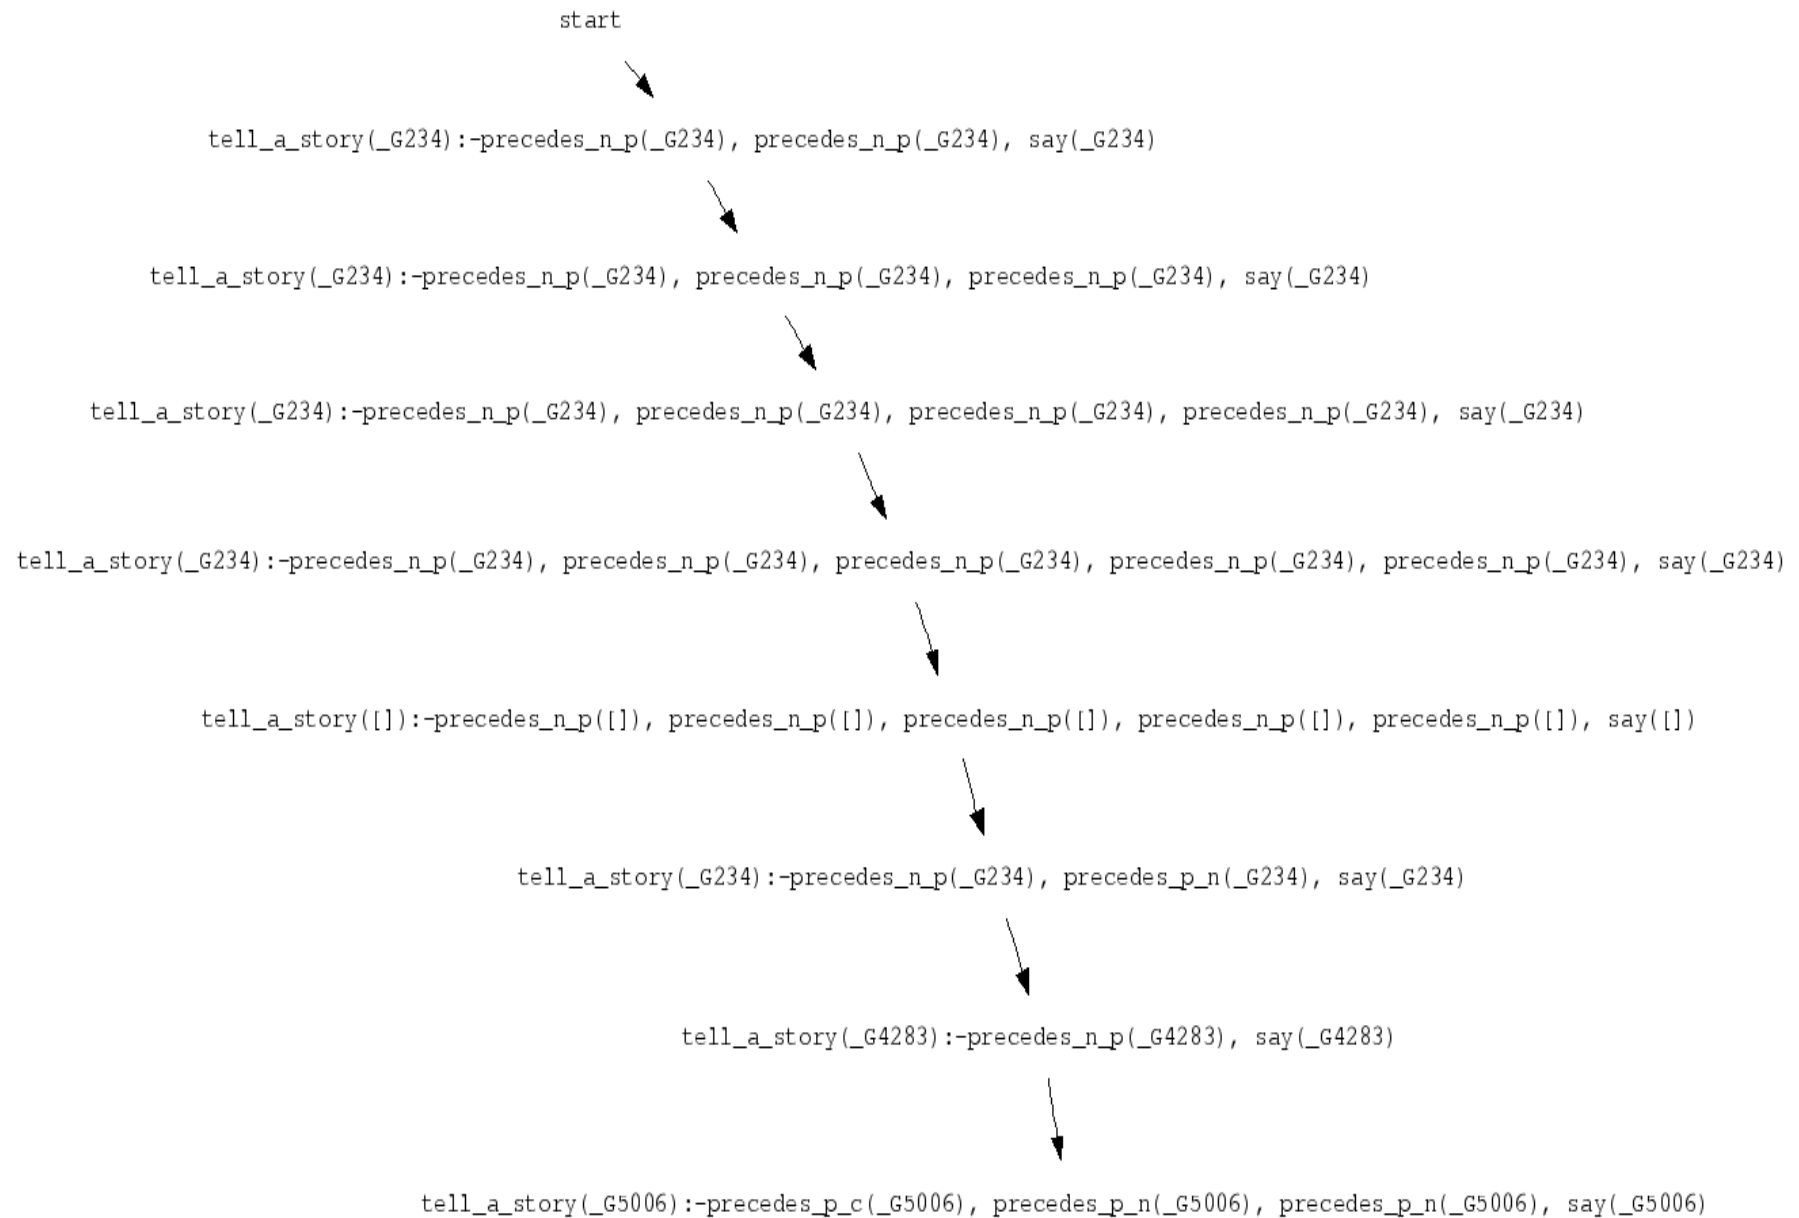 start
tell_a_story(_G234):-precedes_n_p(_G234), precedes_n_p(_G234), say(_G234)
tell_a_story(_G234):-precedes_n_p(_G234), precedes_n_p(_G234), precedes_n_p(_G234), say(_G234)
tell_a_story(_G234):-precedes_n_p(_G234), precedes_n_p(_G234), precedes_n_p(_G234), precedes_n_p(_G234), say(_G234)
tell_a_story(_G234):-precedes_n_p(_G234), precedes_n_p(_G234), precedes_n_p(_G234), precedes_n_p(_G234), precedes_n_p(_G234), say(_G234)
tell_a_story([]):-precedes_n_p([]), precedes_n_p([]), precedes_n_p([]), precedes_n_p([]), precedes_n_p([]), say([])
tell_a_story(_G234):-precedes_n_p(_G234), precedes_p_n(_G234), say(_G234)
tell_a_story(_G4283):-precedes_n_p(_G4283), say(_G4283)
tell_a_story(_G5006):-precedes_p_c(_G5006), precedes_p_n(_G5006), precedes_p_n(_G5006), say(_G5006)